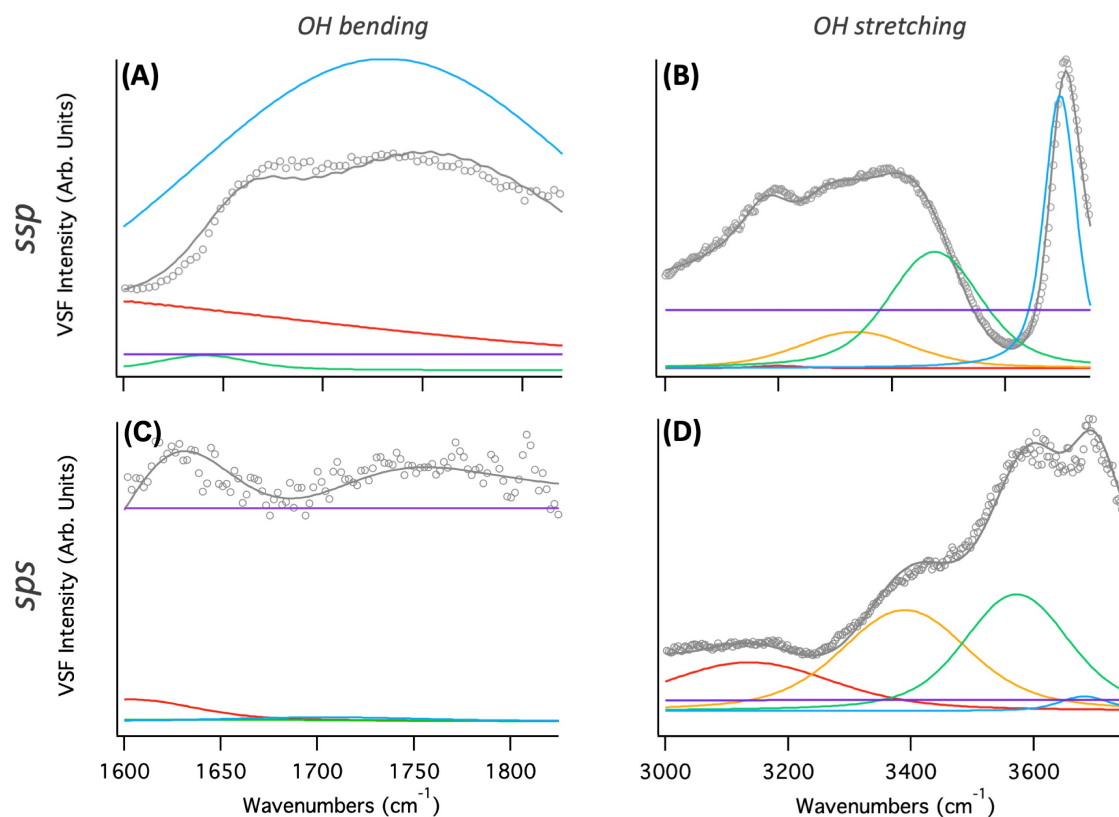 OH bending
OH stretching
ssp
VSF Intensity (Arb. Units)
(A)
(B)
sps
VSF Intensity (Arb. Units)
(C)
(D)
1600 1650 1700 1750 1800
3000 3200 3400 3600
Wavenumbers (cm⁻¹)
Wavenumbers (cm⁻¹)